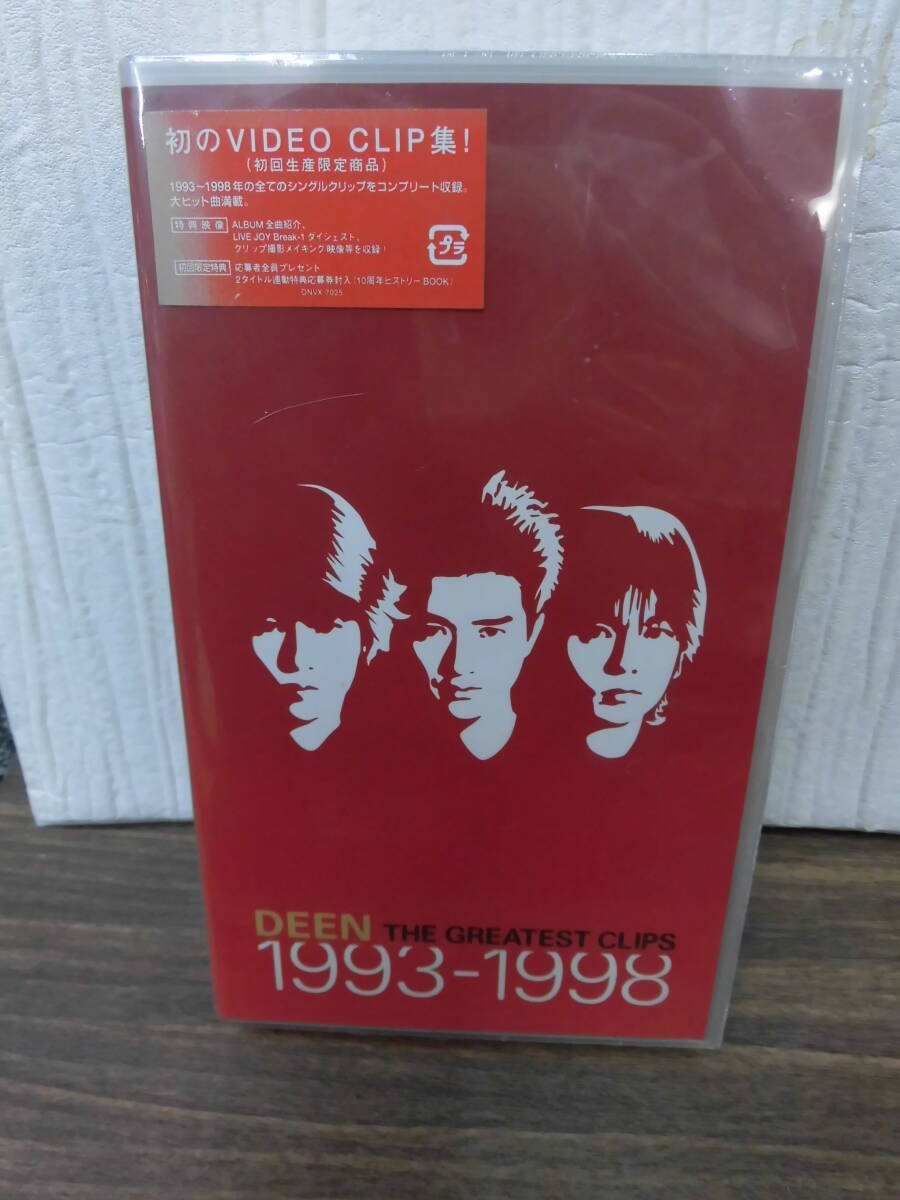 初のVIDEO CLIP集!
(初回生産限定商品)
1993~1998年の全てのシングルクリップをコンプリート収録。
大ヒット曲満載。
特典映像 ALBUM全曲紹介、
LIVE JOY Break-1 ダイジェスト、
クリップ撮影メイキング映像等を収録!
初回限定特典 応募者全員プレゼント
2タイトル連動特典応募券封入(10周年ヒストリーBOOK)
DNVX 7025
プラ
DEEN THE GREATEST CLIPS
1993-1998